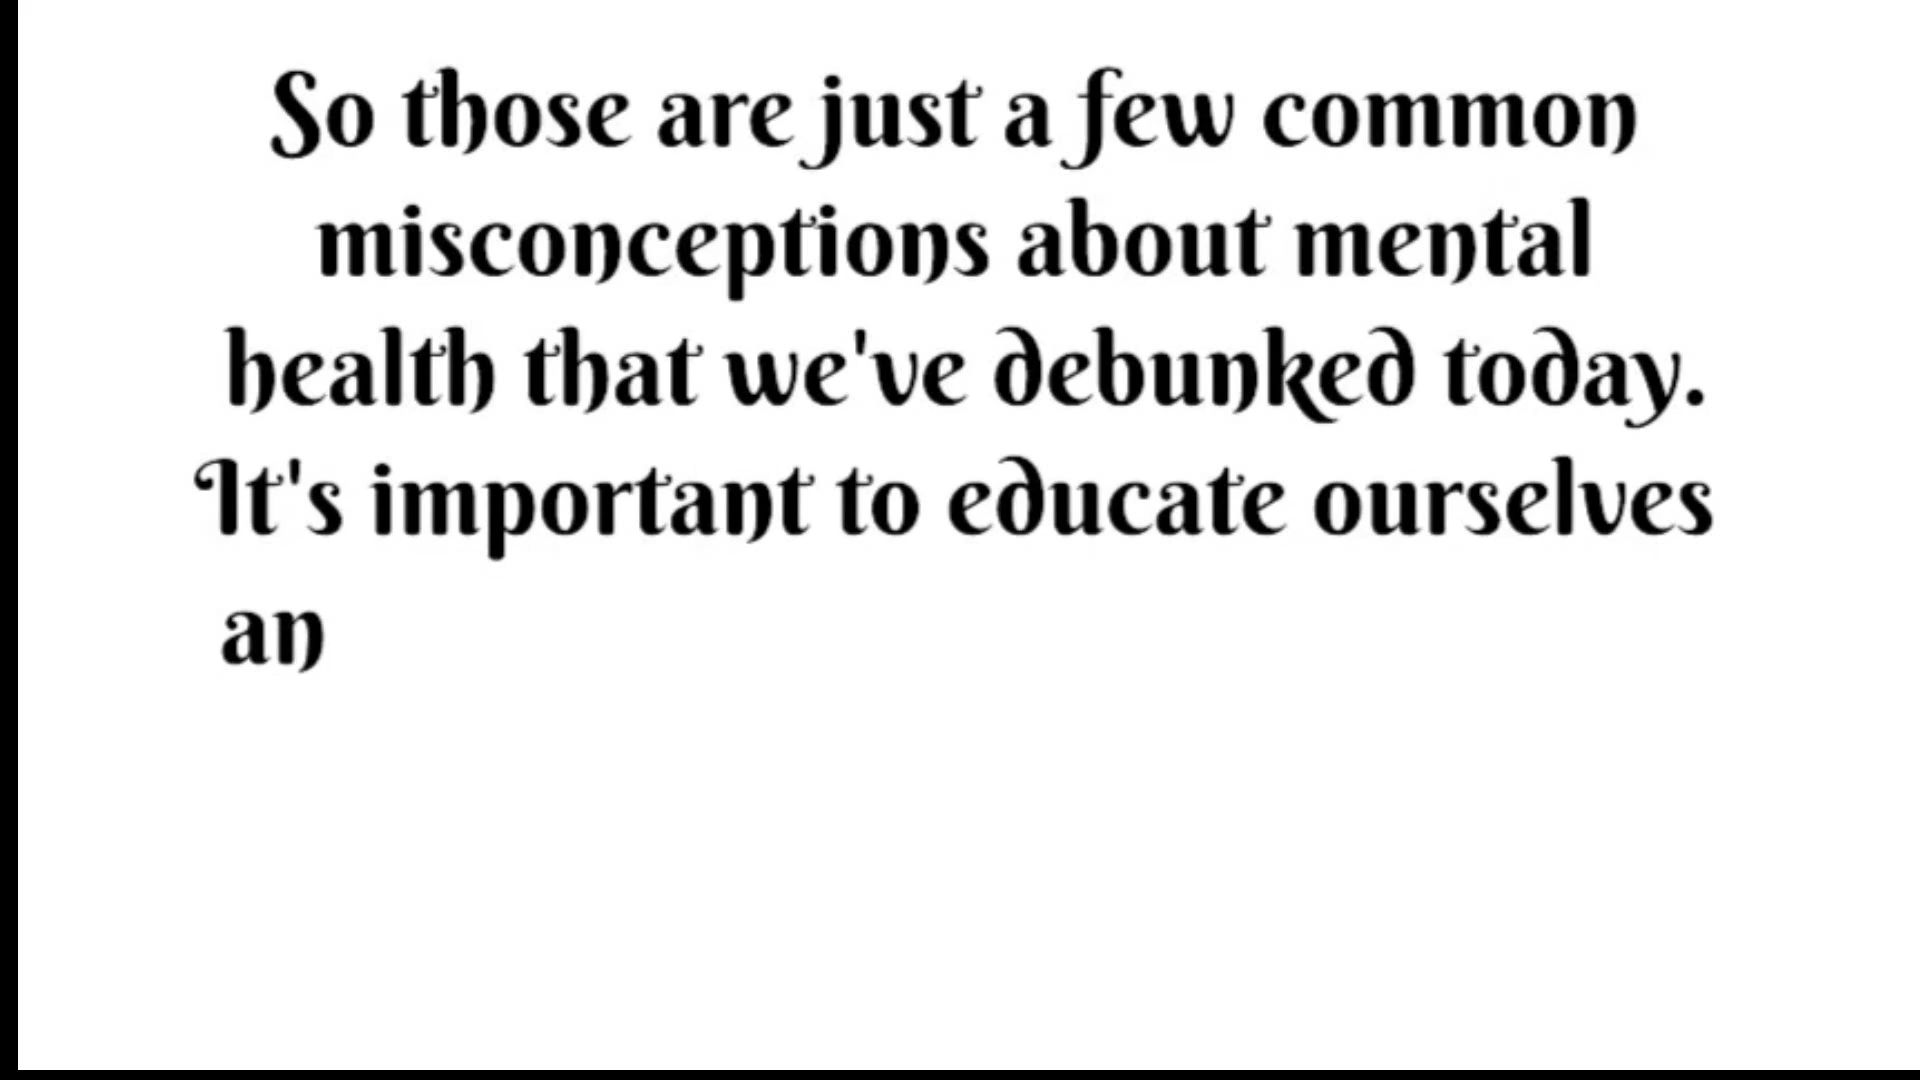 So those are just a few common
misconceptions about mental
health that we've debunked today.
It's important to educate ourselves
an